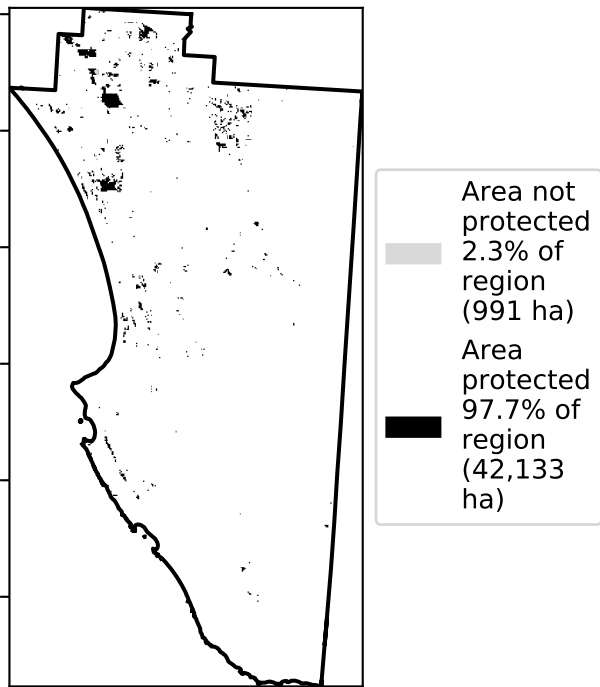 Area not
protected
2.3% of
region
(991 ha)
Area
protected
97.7% of
region
(42,133
ha)